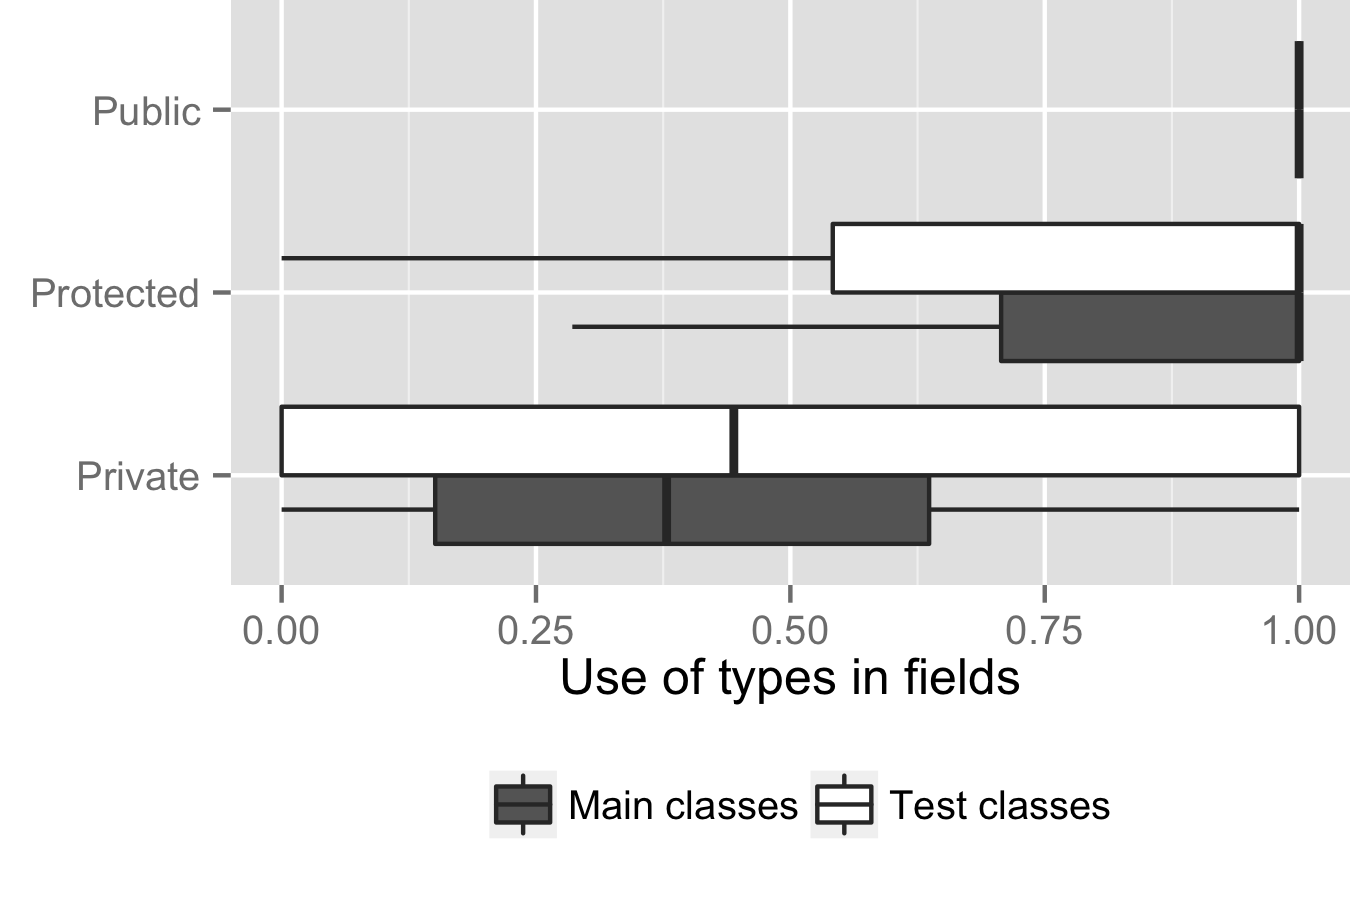 Public
Protected
Private
0.00 0.25 0.50 0.75 1.00
Use of types in fields
Main classes Test classes